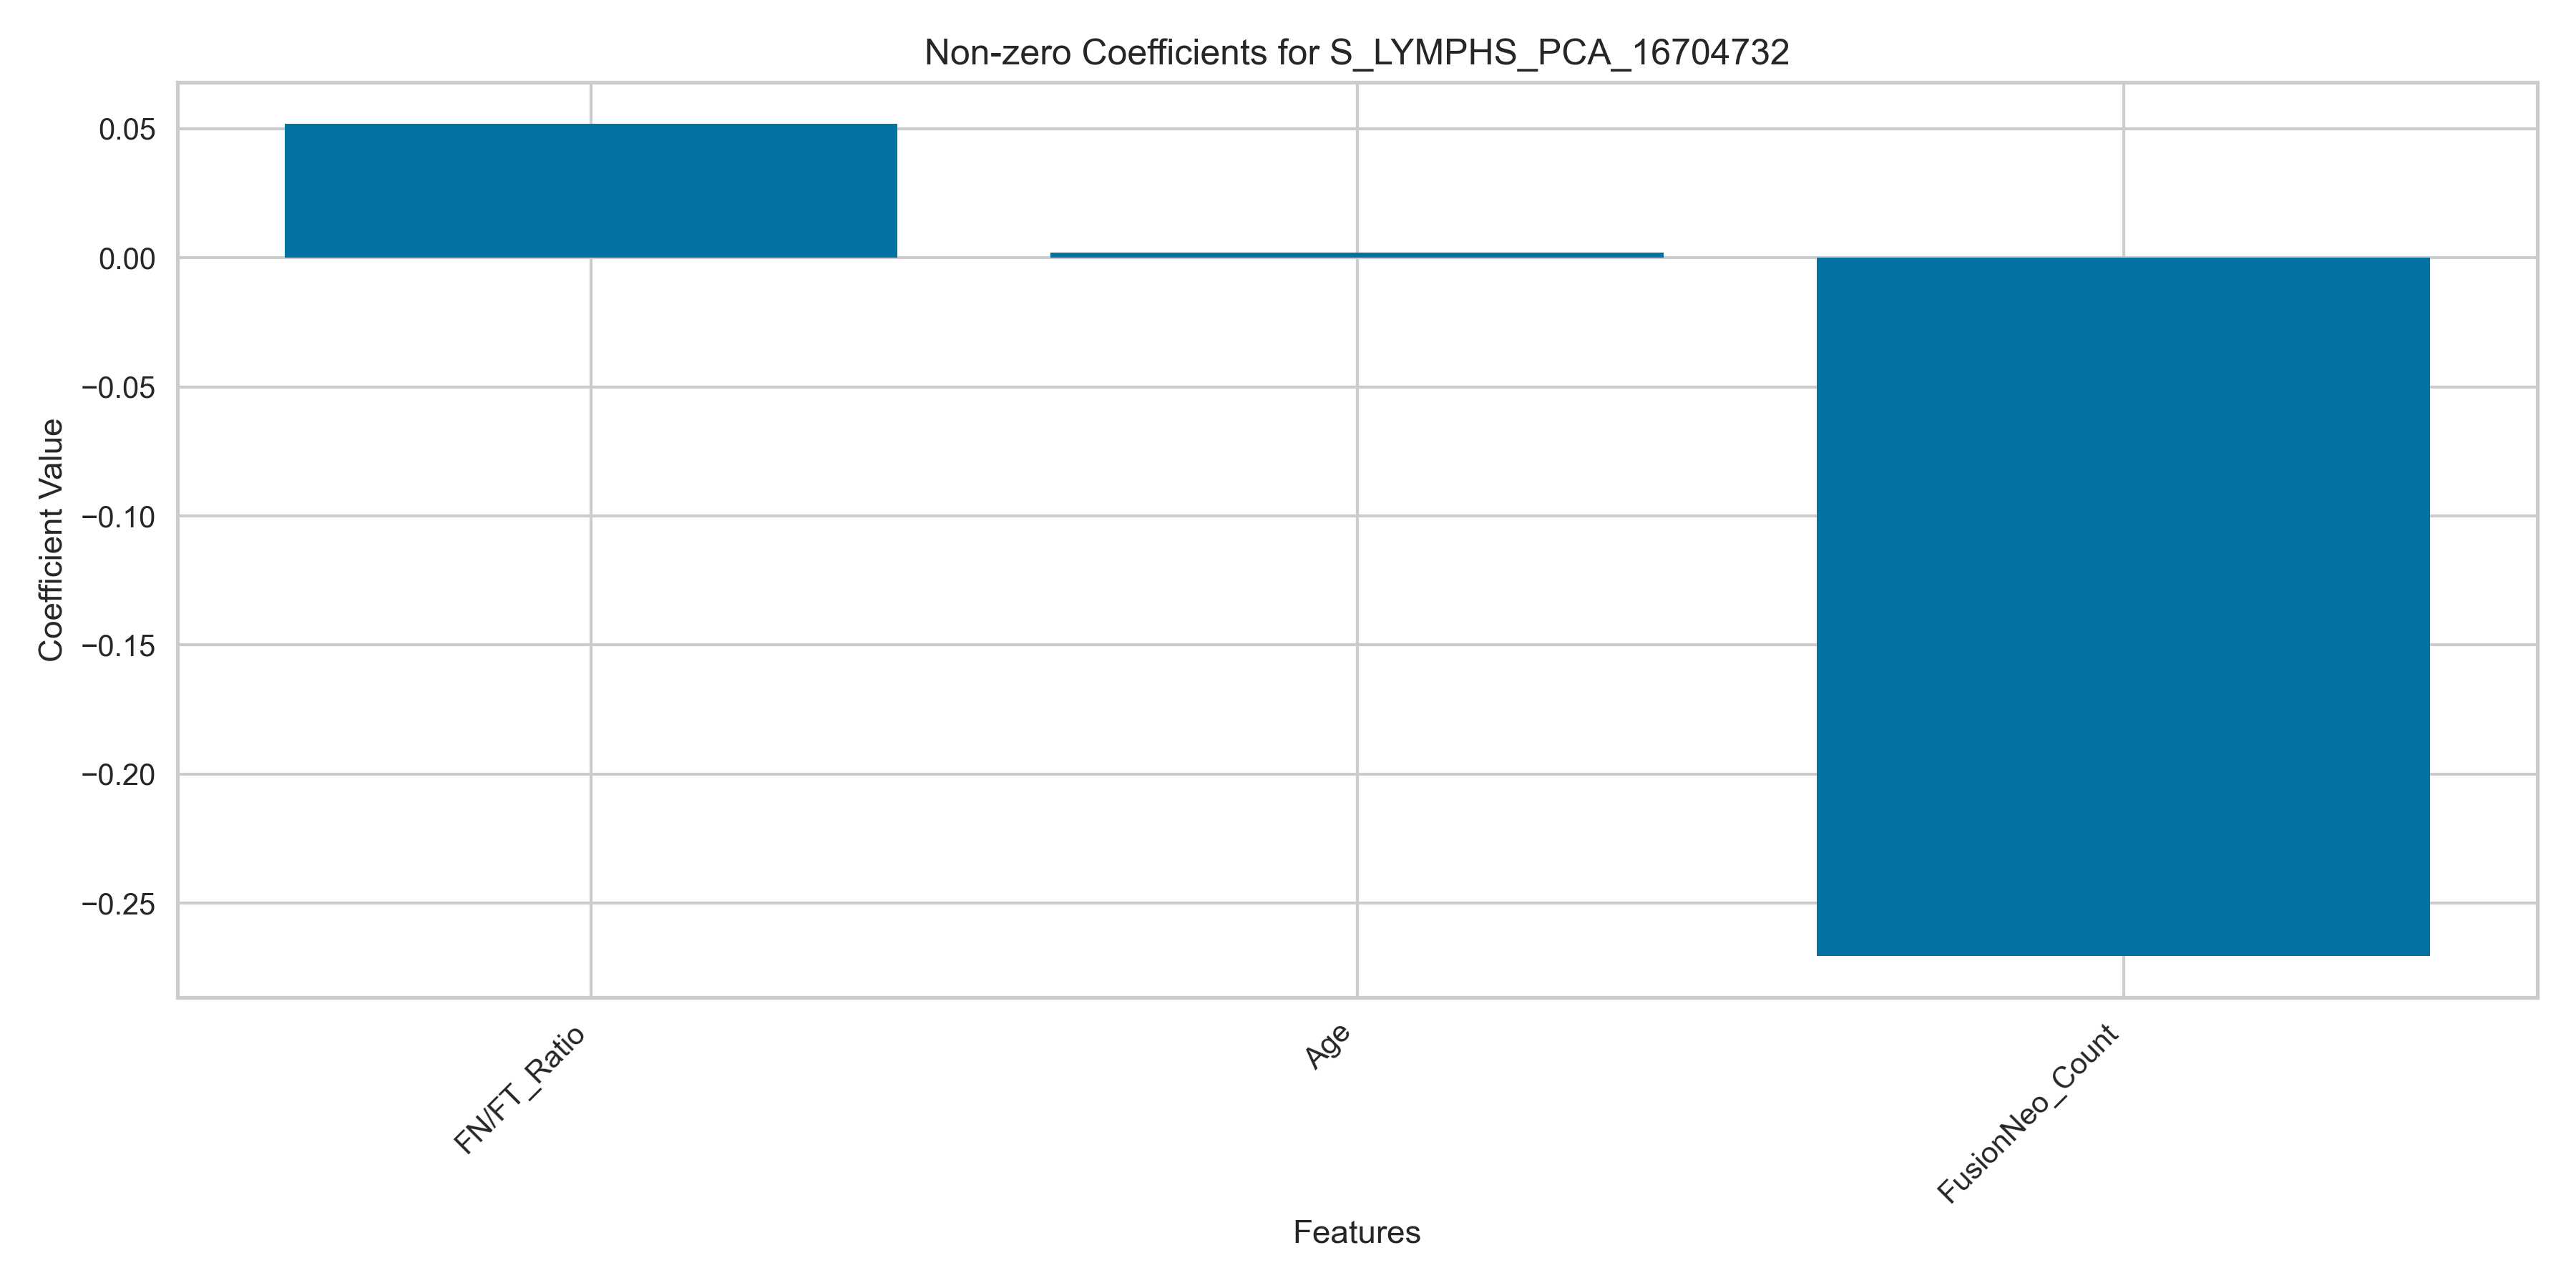 Non-zero Coefficients for S_LYMPHS_PCA_16704732
0.05
0.00
−0.05
−0.10
−0.15
−0.20
−0.25
Coefficient Value
FN/FT_Ratio
Age
FusionNeo_Count
Features